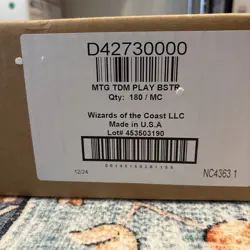 D42730000
MTG TDM PLAY BSTR
Qty: 180 / MC
Wizards of the Coast LLC
Made in U.S.A
Lot# 453503190
12/24
NC4363 1